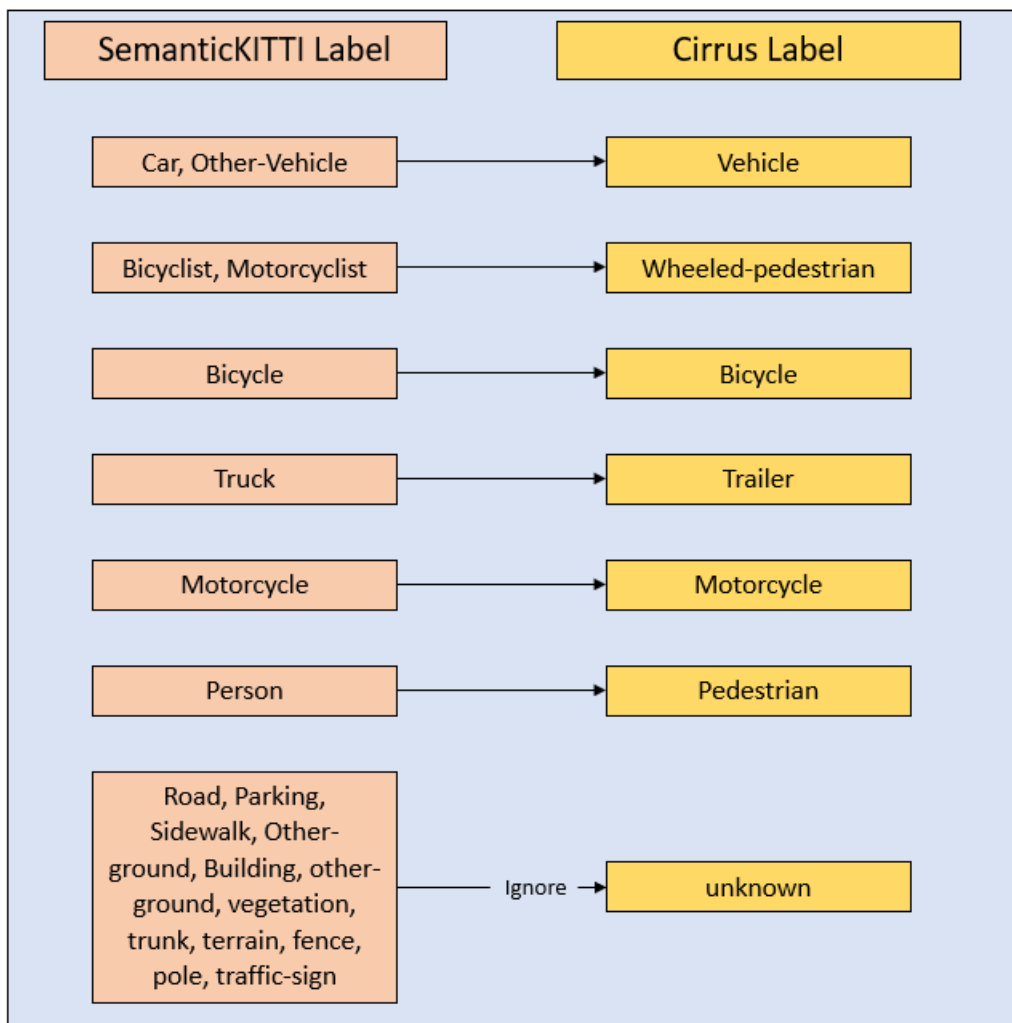 SemanticKITTI Label
Cirrus Label
Car, Other-Vehicle
Vehicle
Bicyclist, Motorcyclist
Wheeled-pedestrian
Bicycle
Bicycle
Truck
Trailer
Motorcycle
Motorcycle
Person
Pedestrian
Road, Parking,
Sidewalk, Other-
ground, Building, other-
ground, vegetation,
trunk, terrain, fence,
pole, traffic-sign
Ignore
unknown